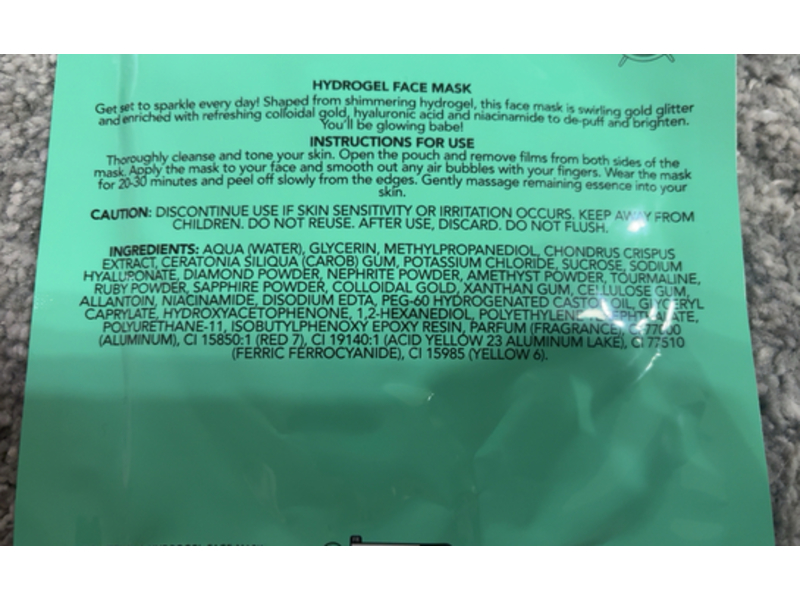 HYDROGEL FACE MASK
Get set to sparkle every day! Shaped from shimmering hydrogel, this face mask is swirling gold glitter
and enriched with refreshing colloidal gold, hyaluronic acid and niacinamide to de-puff and brighten.
You'll be glowing babe!
INSTRUCTIONS FOR USE
Thoroughly cleanse and tone your skin. Open the pouch and remove films from both sides of the
mask. Apply the mask to your face and smooth out any air bubbles with your fingers. Wear the mask
for 20-30 minutes and peel off slowly from the edges. Gently massage remaining essence into your
skin.
CAUTION: DISCONTINUE USE IF SKIN SENSITIVITY OR IRRITATION OCCURS. KEEP AWAY FROM
CHILDREN. DO NOT REUSE. AFTER USE, DISCARD. DO NOT FLUSH.
INGREDIENTS: AQUA (WATER), GLYCERIN, METHYLPROPANEDIOL, CHONDRUS CRISPUS
EXTRACT, CERATONIA SILIQUA (CAROB) GUM, POTASSIUM CHLORIDE, SUCROSE, SODIUM
HYALURONATE, DIAMOND POWDER, NEPHRITE POWDER, AMETHYST POWDER, TOURMALINE,
RUBY POWDER, SAPPHIRE POWDER, COLLOIDAL GOLD, XANTHAN GUM, CELLULOSE GUM,
ALLANTOIN, NIACINAMIDE, DISODIUM EDTA, PEG-60 HYDROGENATED CASTOR OIL, GLYCERYL
CAPRYLATE, HYDROXYACETOPHENONE, 1,2-HEXANEDIOL, POLYETHYLENE TEREPHTHALATE,
POLYURETHANE-11, ISOBUTYLPHENOXY EPOXY RESIN, PARFUM (FRAGRANCE), CI 77000
(ALUMINUM), CI 15850:1 (RED 7), CI 19140:1 (ACID YELLOW 23 ALUMINUM LAKE), CI 77510
(FERRIC FERROCYANIDE), CI 15985 (YELLOW 6).